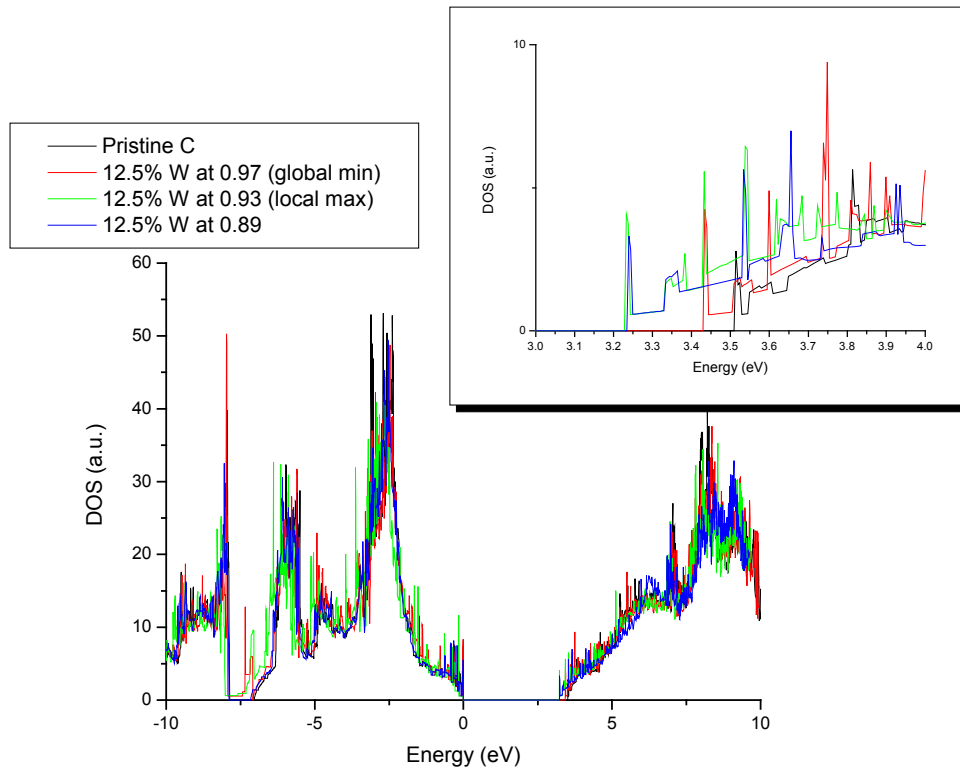 10
DOS (a.u.)
0
3.0 3.1 3.2 3.3 3.4 3.5 3.6 3.7 3.8 3.9 4.0
Energy (eV)
Pristine C
12.5% W at 0.97 (global min)
12.5% W at 0.93 (local max)
12.5% W at 0.89
60
50
40
30
20
10
0
DOS (a.u.)
-10 -5 0 5 10
Energy (eV)